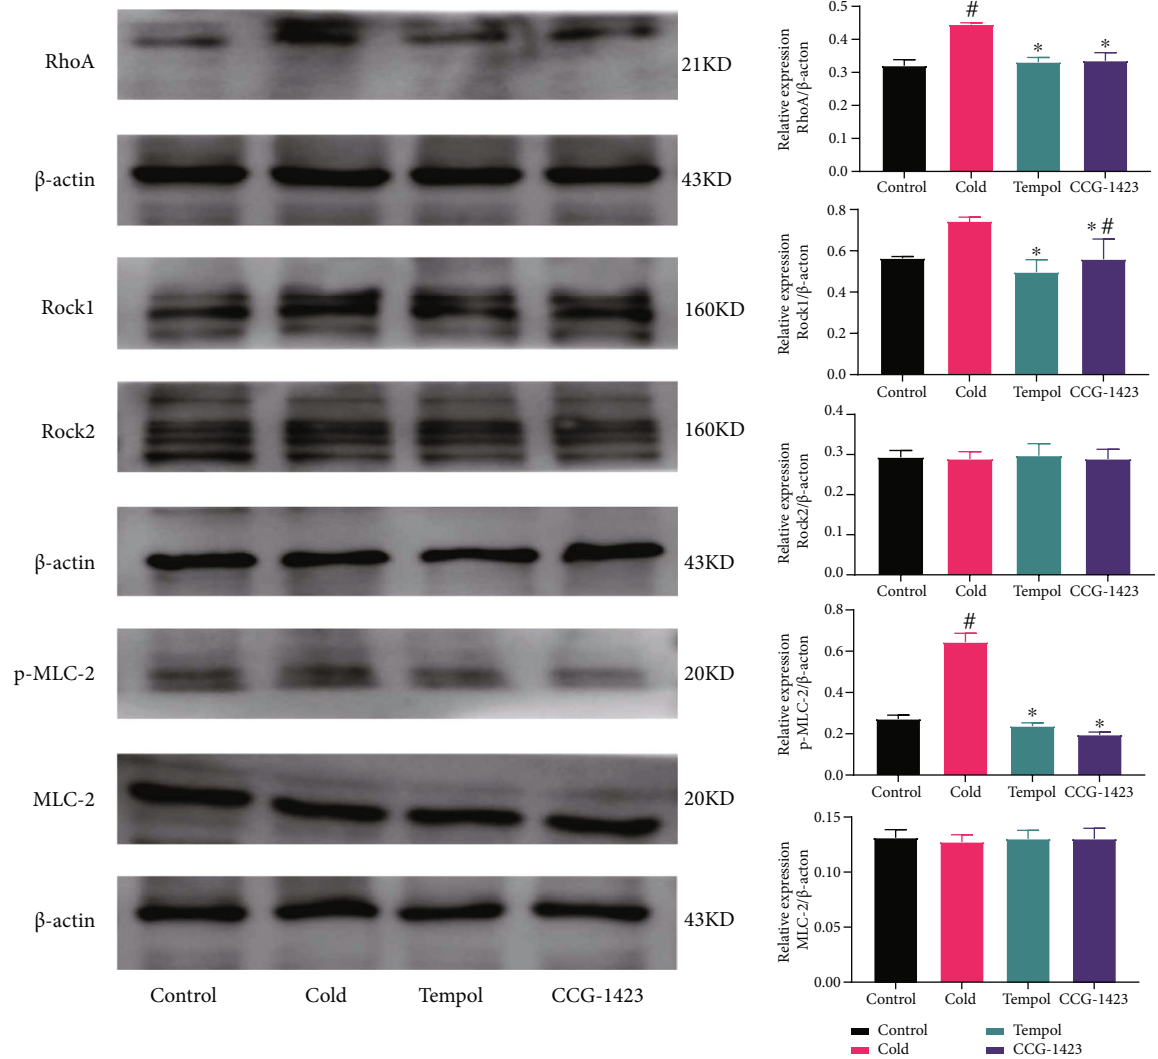 RhoA
21KD
β-actin
43KD
Rock1
160KD
Rock2
160KD
β-actin
43KD
p-MLC-2
20KD
MLC-2
20KD
β-actin
43KD
Control Cold Tempol CCG-1423
Relative expression
RhoA/β-acton
0.5
0.4
0.3
0.2
0.1
0.0
#
*
*
Control Cold Tempol CCG-1423
Relative expression
Rock1/β-acton
0.8
0.6
0.4
0.2
0.0
*
* #
Control Cold Tempol CCG-1423
Relative expression
Rock2/β-acton
0.4
0.3
0.2
0.1
0.0
Control Cold Tempol CCG-1423
Relative expression
p-MLC-2/β-acton
0.8
0.6
0.4
0.2
0.0
#
*
*
Control Cold Tempol CCG-1423
Relative expression
MLC-2/β-acton
0.15
0.10
0.05
0.00
Control Cold Tempol CCG-1423
Control Tempol
Cold CCG-1423